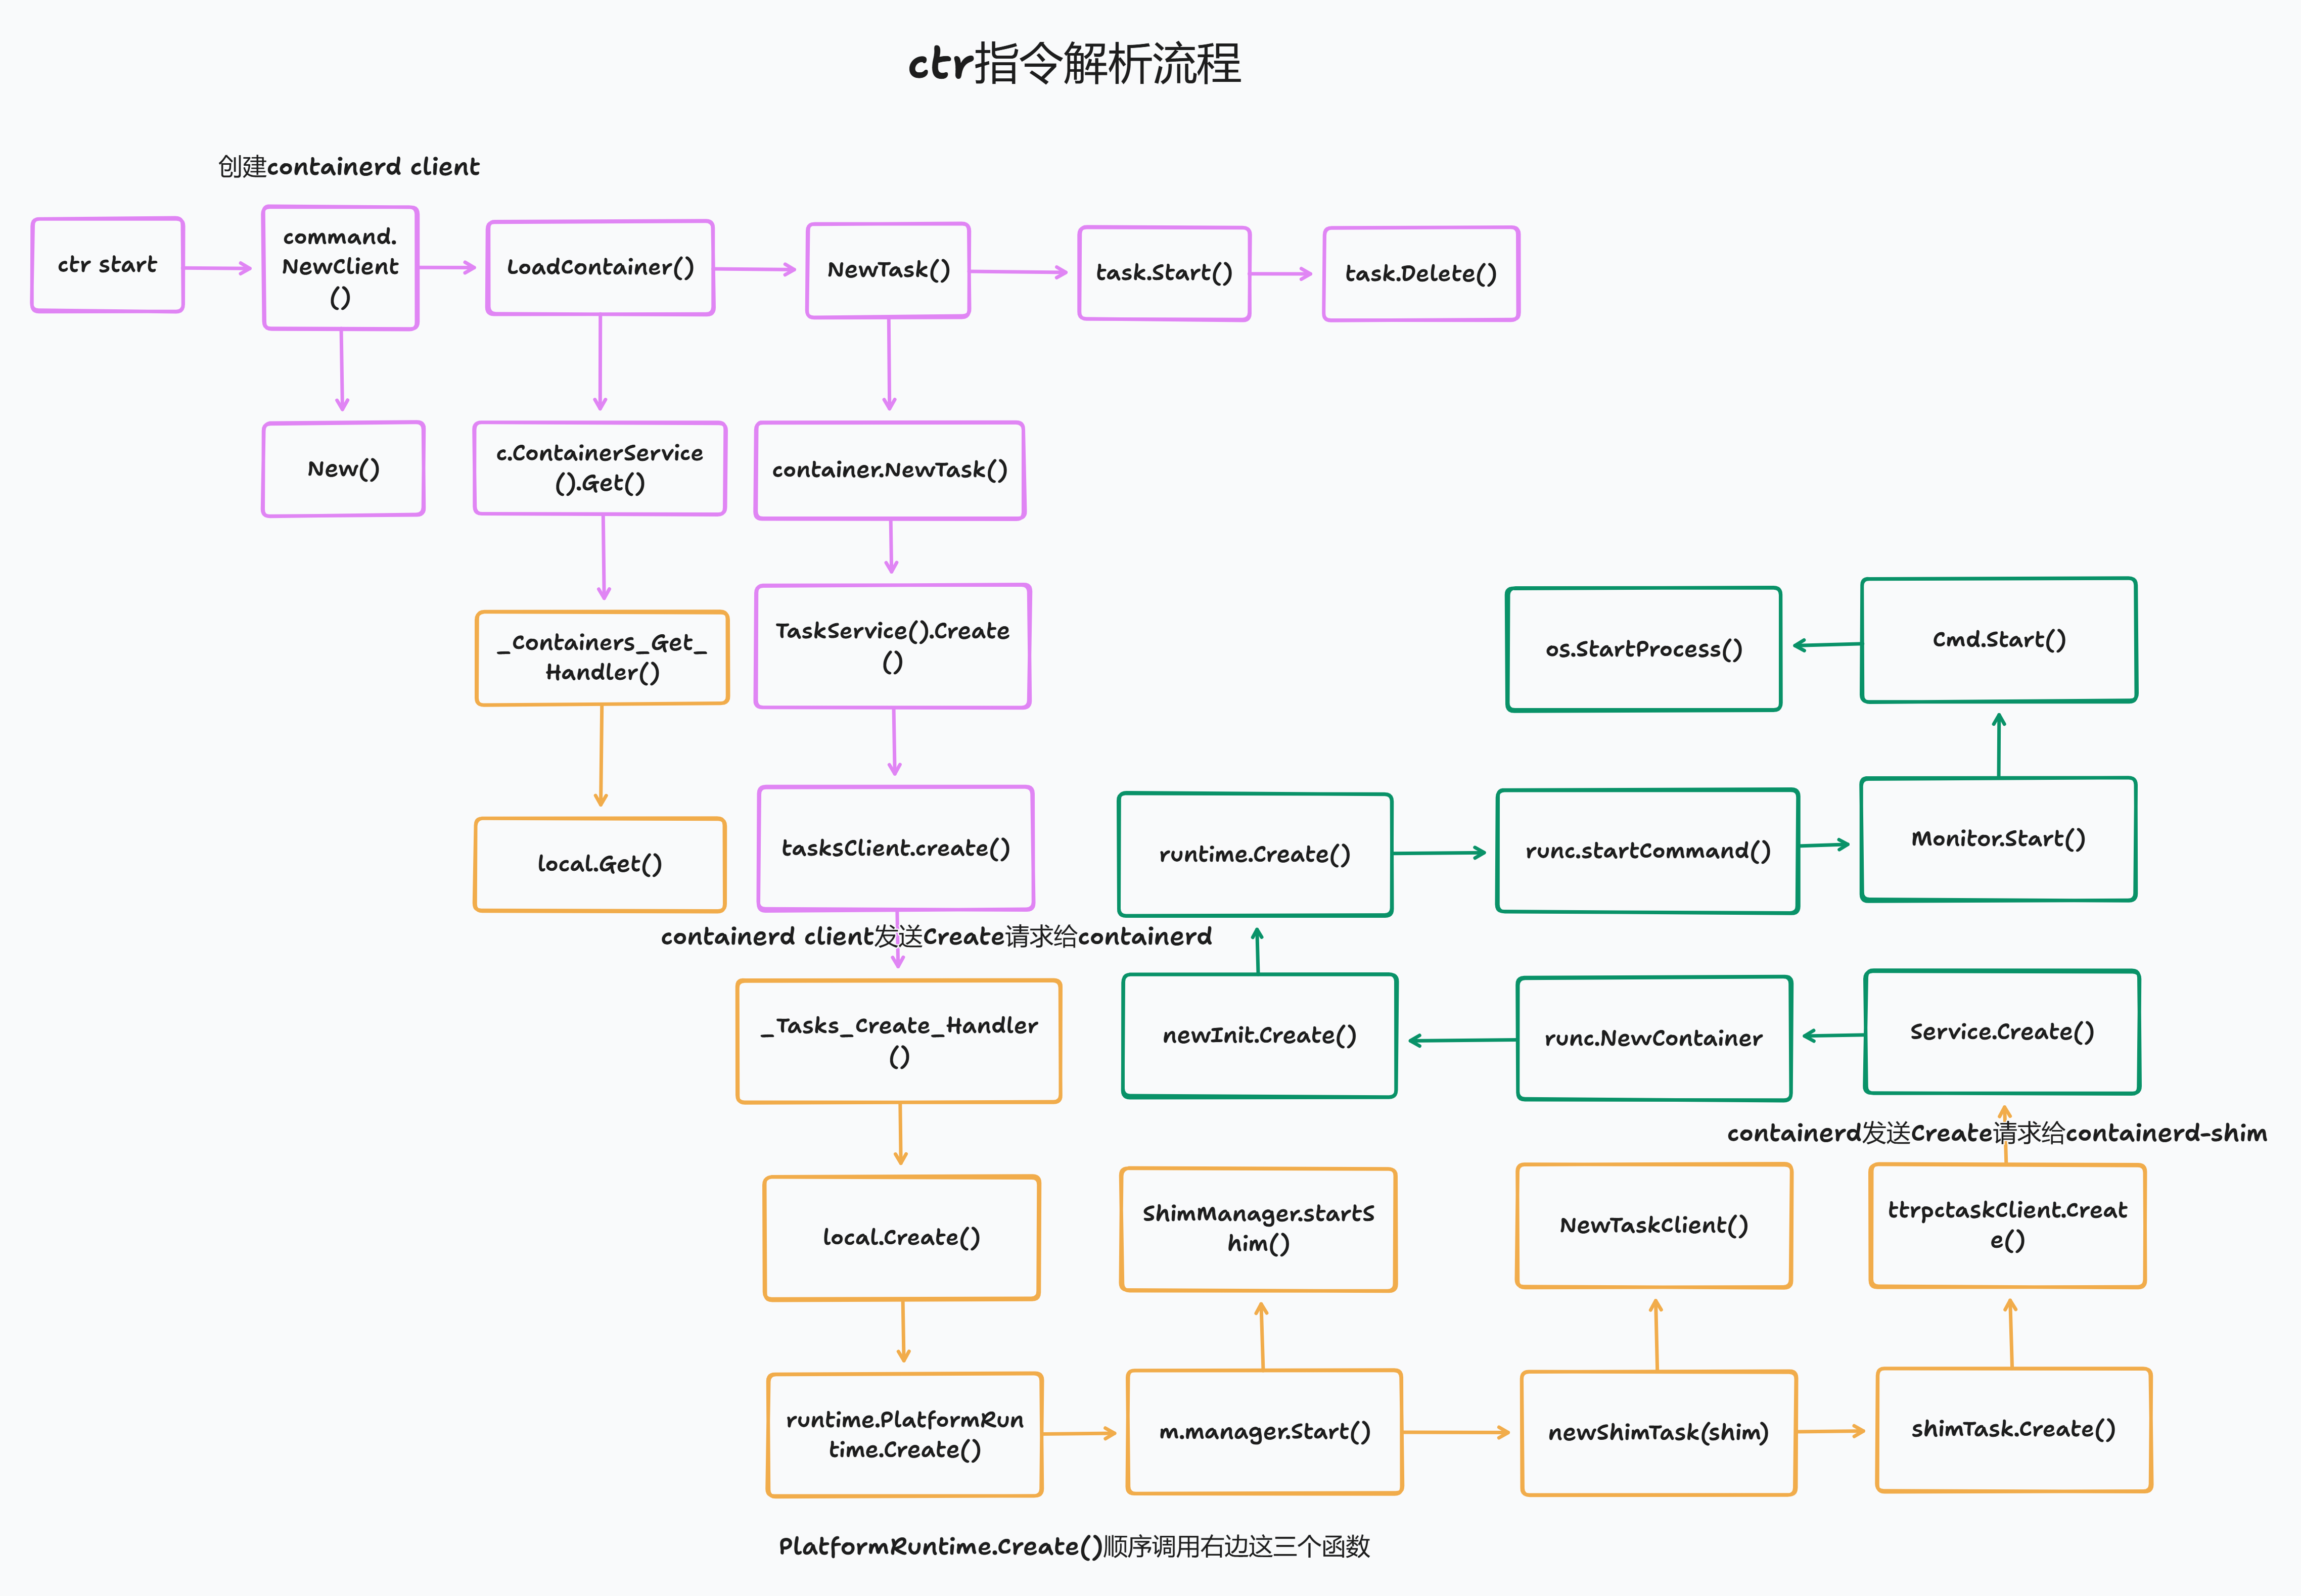 ctr指令解析流程
创建containerd client
ctr start
command.
NewClient
()
LoadContainer()
NewTask()
task.Start()
task.Delete()
New()
c.ContainerService
().Get()
container.NewTask()
_Containers_Get_
Handler()
TaskService().Create
()
os.StartProcess()
Cmd.Start()
local.Get()
tasksClient.create()
runtime.Create()
runc.startCommand()
Monitor.Start()
containerd client发送Create请求给containerd
_Tasks_Create_Handler
()
newInit.Create()
runc.NewContainer
Service.Create()
containerd发送Create请求给containerd-shim
local.Create()
ShimManager.startS
him()
NewTaskClient()
ttrpctaskClient.Creat
e()
runtime.PlatformRun
time.Create()
m.manager.Start()
newShimTask(shim)
shimTask.Create()
PlatformRuntime.Create()顺序调用右边这三个函数